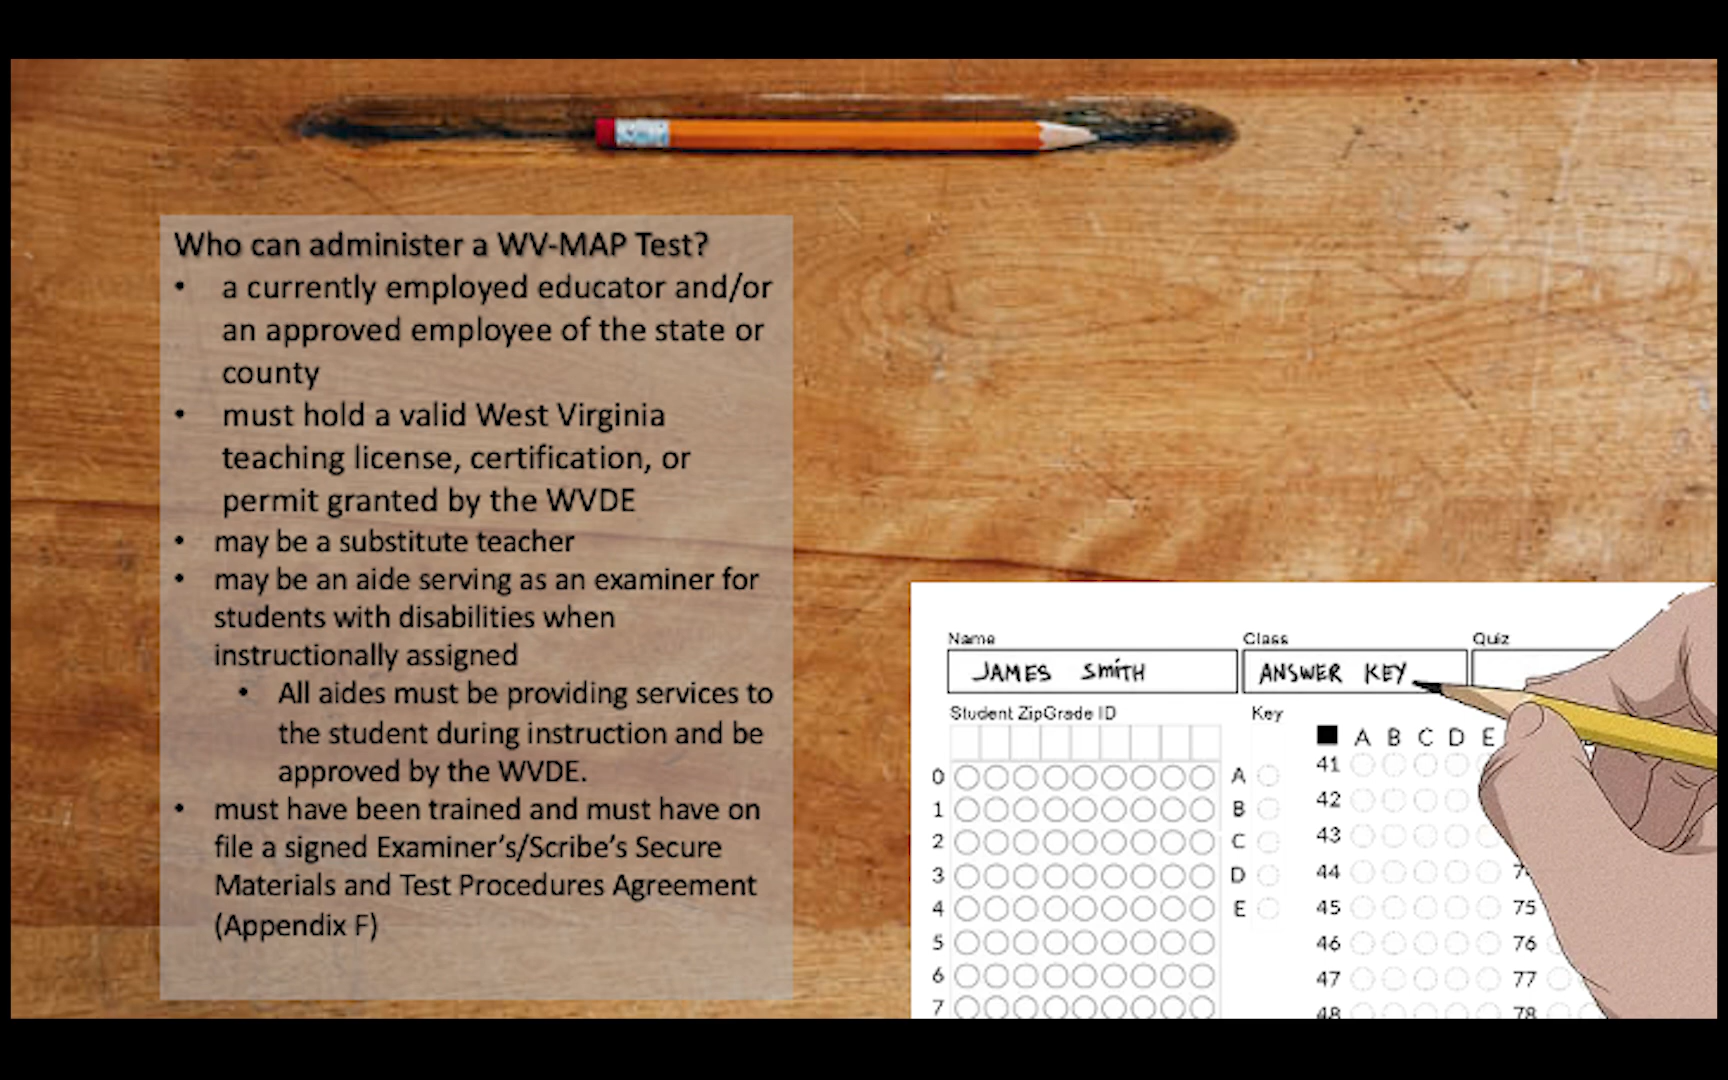 Who can administer a WV-MAP Test?
• a currently employed educator and/or
an approved employee of the state or
county
• must hold a valid West Virginia
teaching license, certification, or
permit granted by the WVDE
• may be a substitute teacher
• may be an aide serving as an examiner for
students with disabilities when
instructionally assigned
• All aides must be providing services to
the student during instruction and be
approved by the WVDE.
• must have been trained and must have on
file a signed Examiner's/Scribe's Secure
Materials and Test Procedures Agreement
(Appendix F)
Name Class Quiz
JAMES SMiTH ANSWER KEY
Student ZipGrade ID Key
A B C D E
0 A 41
1 B 42
2 C 43
3 D 44
4 E 45 75
5 46 76
6 47 77
7 48 78